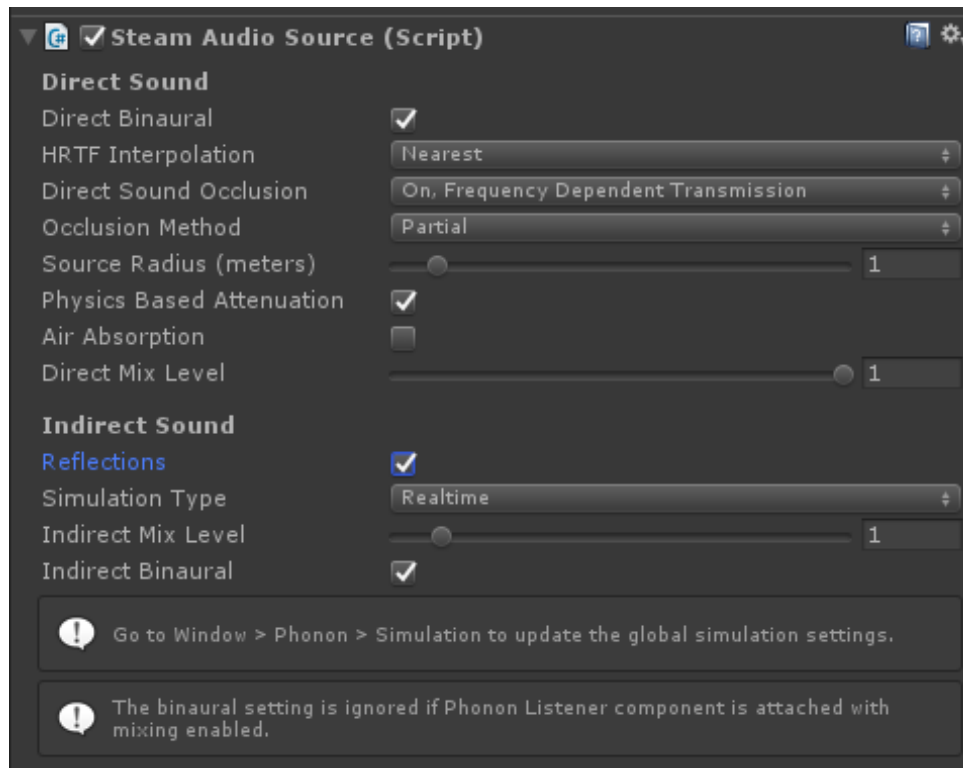 Steam Audio Source (Script)
Direct Sound
Direct Binaural
HRTF Interpolation Nearest
Direct Sound Occlusion On, Frequency Dependent Transmission
Occlusion Method Partial
Source Radius (meters) 1
Physics Based Attenuation
Air Absorption
Direct Mix Level 1
Indirect Sound
Reflections
Simulation Type Realtime
Indirect Mix Level 1
Indirect Binaural
Go to Window > Phonon > Simulation to update the global simulation settings.
The binaural setting is ignored if Phonon Listener component is attached with
mixing enabled.